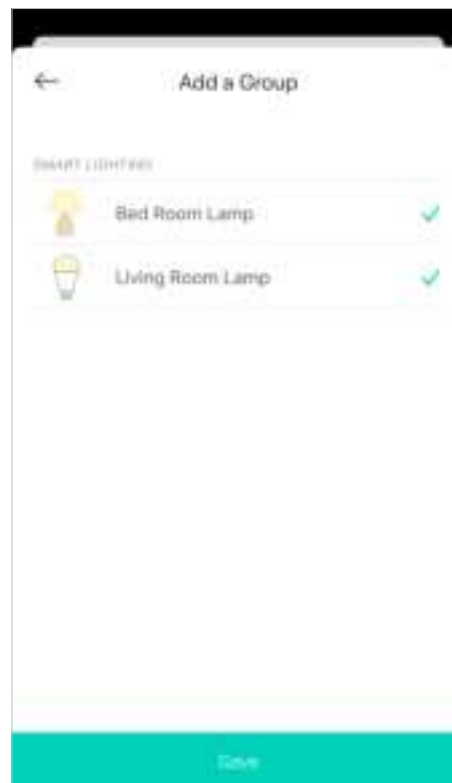 Add a Group
SMART LIGHTING
Bed Room Lamp
Living Room Lamp
Save